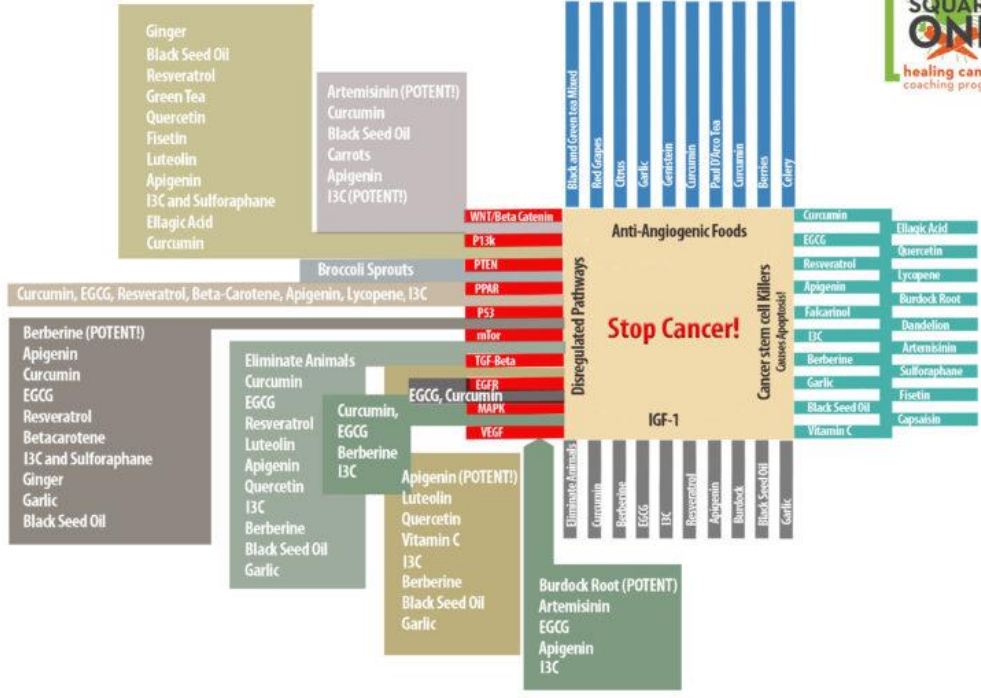 SQUARE
ONE
healing
coaching
Ginger
Black Seed Oil
Resveratrol
Green Tea
Quercetin
Fisetin
Luteolin
Apigenin
I3C and Sulforaphane
Ellagic Acid
Curcumin
Artemisinin (POTENT!)
Curcumin
Black Seed Oil
Carrots
Apigenin
I3C (POTENT!)
Broccoli Sprouts
Curcumin, EGCG, Resveratrol, Beta-Carotene, Apigenin, Lycopene, I3C
Berberine (POTENT!)
Apigenin
Curcumin
EGCG
Resveratrol
Betacarotene
I3C and Sulforaphane
Ginger
Garlic
Black Seed Oil
Eliminate Animals
Curcumin
EGCG
Resveratrol
Luteolin
Apigenin
Quercetin
I3C
Berberine
Black Seed Oil
Garlic
EGCG, Curcumin
Curcumin,
EGCG
Berberine
I3C
Apigenin (POTENT!)
Luteolin
Quercetin
Vitamin C
I3C
Berberine
Black Seed Oil
Garlic
Burdock Root (POTENT)
Artemisinin
EGCG
Apigenin
I3C
WNT/Beta Catenin
P13k
PTEN
PPAR
P53
mTor
TGF-Beta
EGFR
MAPK
VEGF
Black and Green tea Mixed
Red Grapes
Citrus
Garlic
Genistein
Curcumin
Paul D'Arco Tea
Curcumin
Berries
Celery
Anti-Angiogenic Foods
Disregulated Pathways
Stop Cancer!
Cancer stem cell Killers
Causes Apoptosis!
IGF-1
Curcumin
EGCG
Resveratrol
Apigenin
Falcarinol
I3C
Berberine
Garlic
Black Seed Oil
Vitamin C
Ellagic Acid
Quercetin
Lycopene
Burdock Root
Dandelion
Artemisinin
Sulforaphane
Fisetin
Capsaisin
Eliminate Animals
Curcumin
Berberine
EGCG
I3C
Resveratrol
Apigenin
Burdock
Black Seed Oil
Garlic